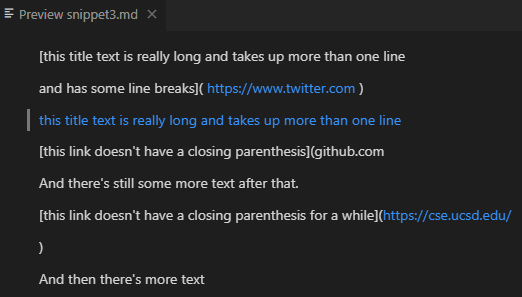 Preview snippet3.md
[this title text is really long and takes up more than one line
and has some line breaks]( https://www.twitter.com )
this title text is really long and takes up more than one line
[this link doesn't have a closing parenthesis](github.com
And there's still some more text after that.
[this link doesn't have a closing parenthesis for a while](https://cse.ucsd.edu/
)
And then there's more text